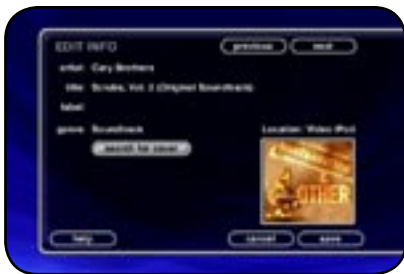 EDIT INFO
previous next
artist: Cary Brothers
title: Scrubs, Vol. 2 (Original Soundtrack)
label:
genre: Soundtrack
search for cover
Location: Video iPod
OTHER
help cancel save